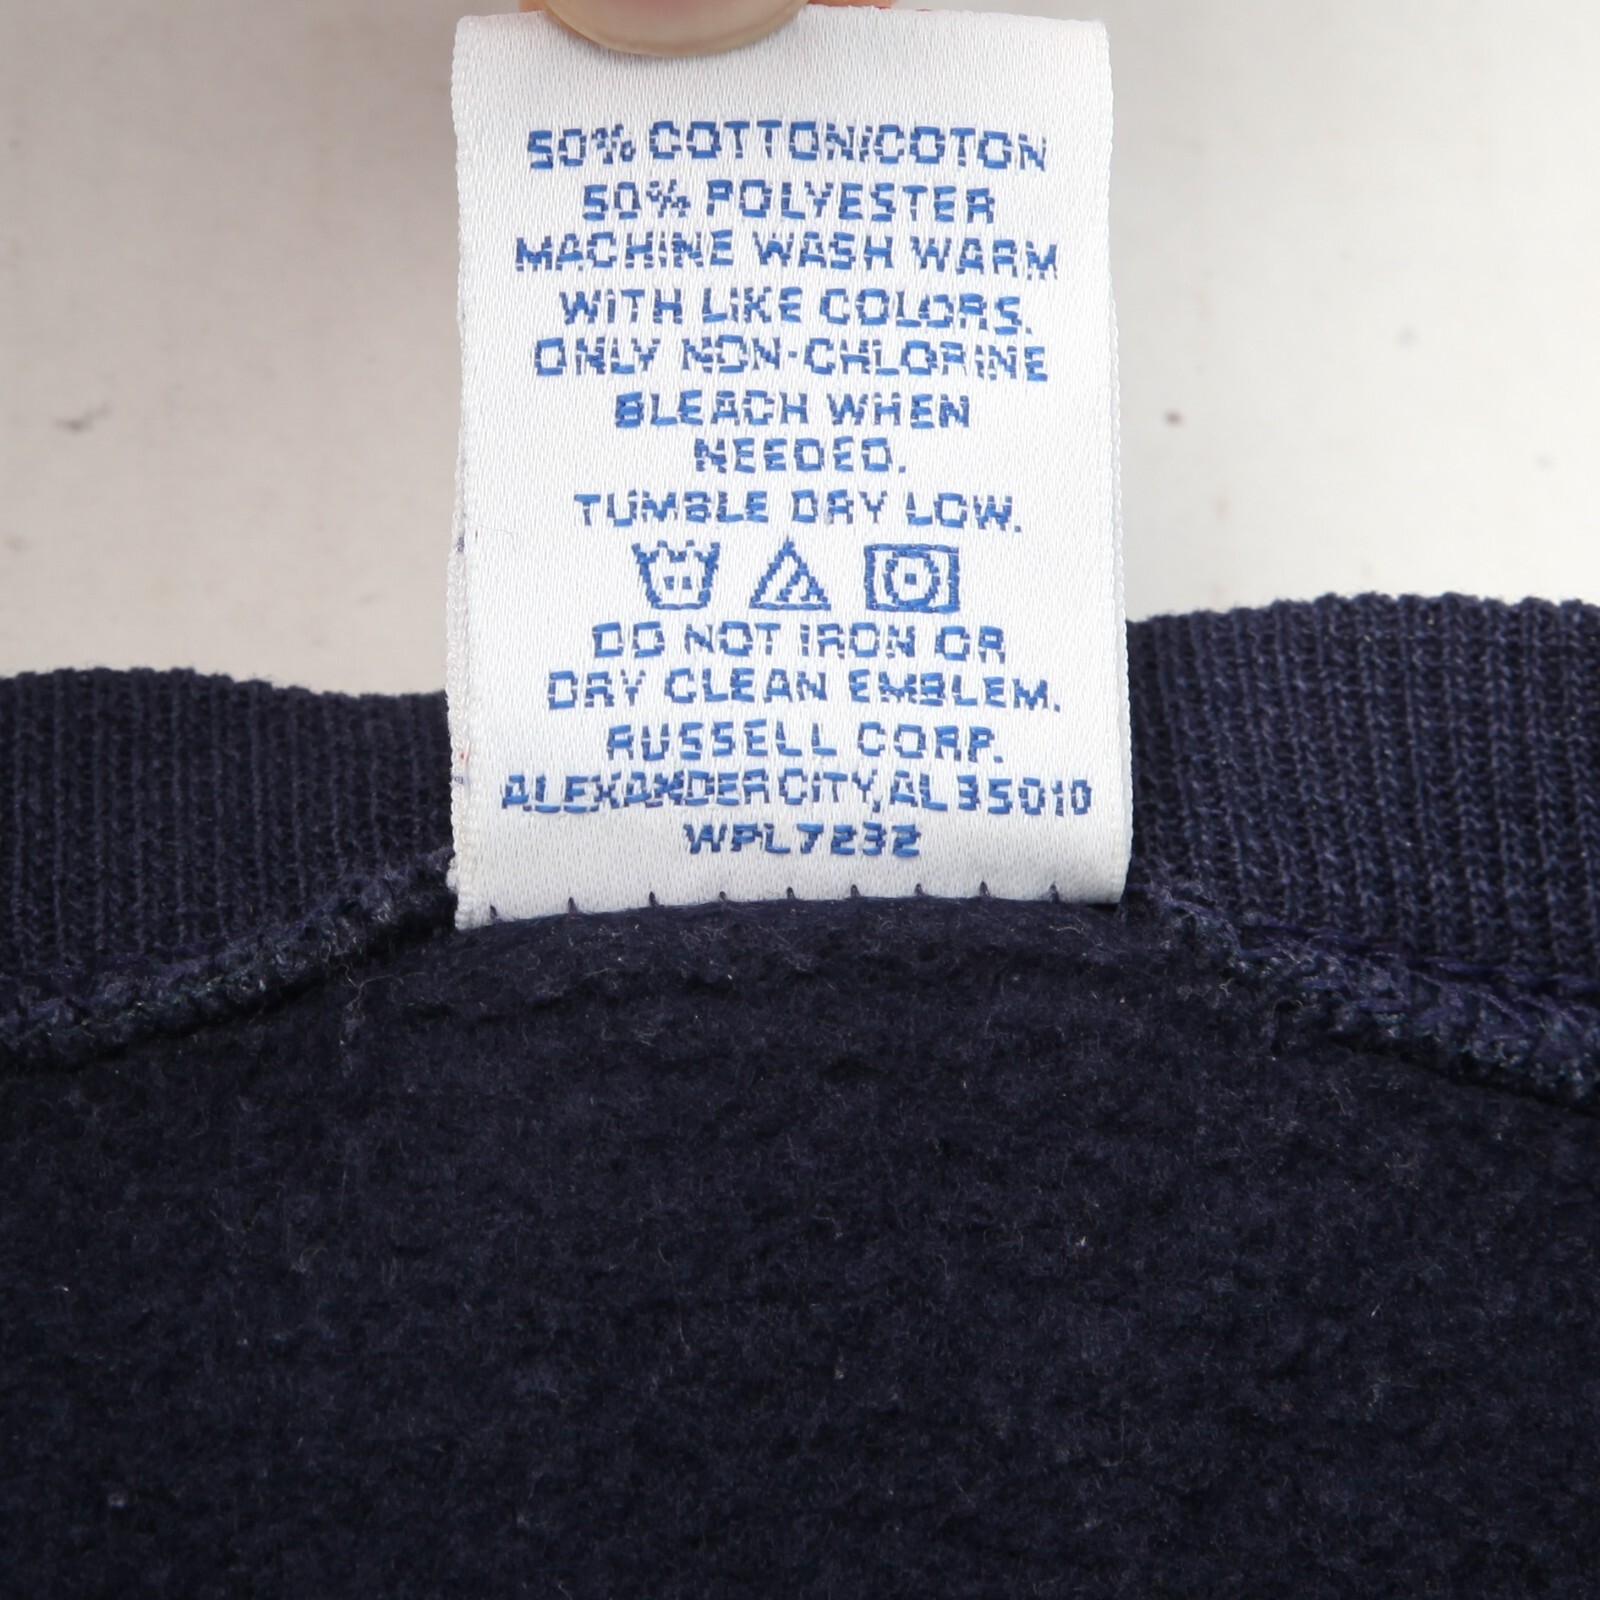 50% COTTON/COTON
50% POLYESTER
MACHINE WASH WARM
WITH LIKE COLORS.
ONLY NON-CHLORINE
BLEACH WHEN
NEEDED.
TUMBLE DRY LOW.
DO NOT IRON OR
DRY CLEAN EMBLEM.
RUSSELL CORP.
ALEXANDER CITY, AL 35010
WPL7232